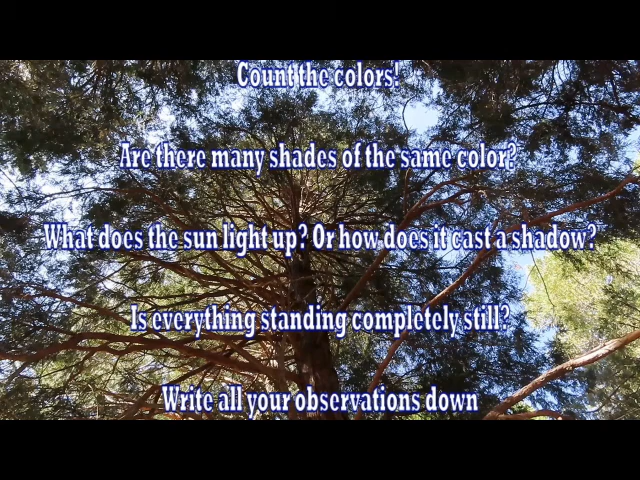 Count the colors!
Are there many shades of the same color?
What does the sun light up? Or how does it cast a shadow?
Is everything standing completely still?
Write all your observations down